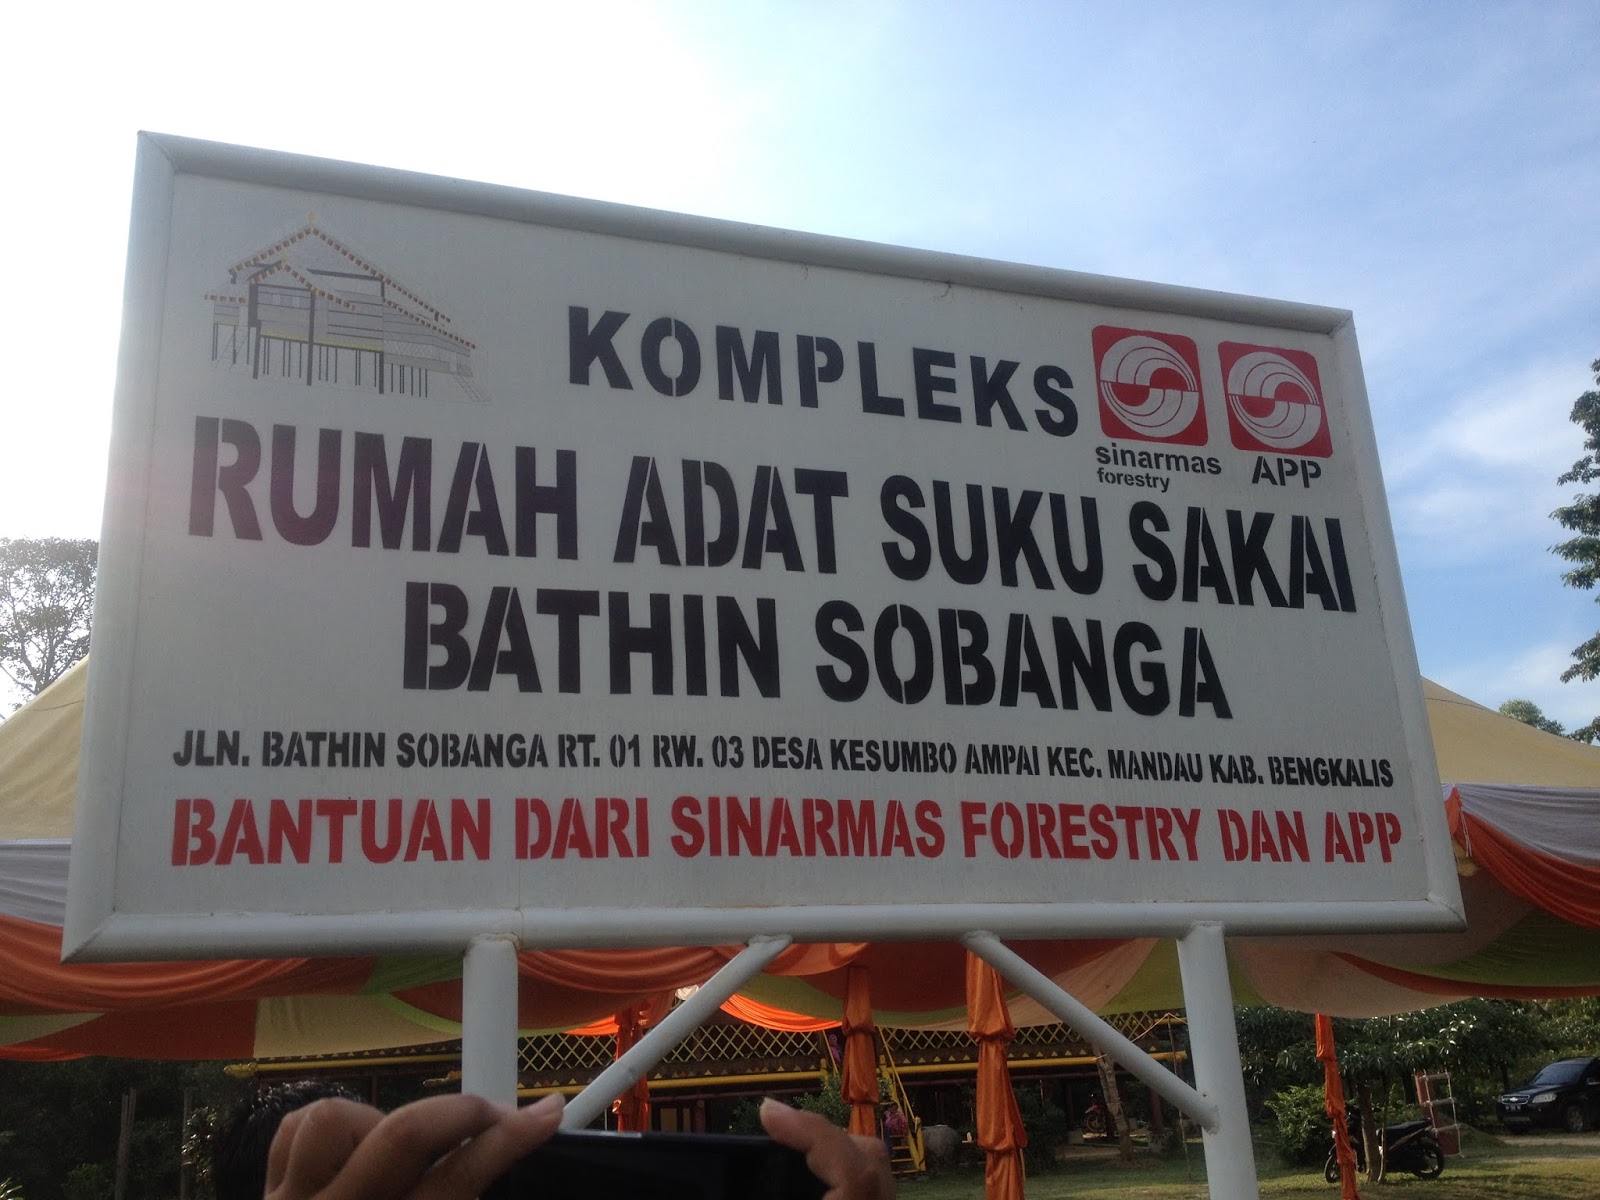 KOMPLEKS
sinarmas
forestry
APP
RUMAH ADAT SUKU SAKAI
BATHIN SOBANGA
JLN. BATHIN SOBANGA RT. 01 RW. 03 DESA KESUMBO AMPAI KEC. MANDAU KAB. BENGKALIS
BANTUAN DARI SINARMAS FORESTRY DAN APP